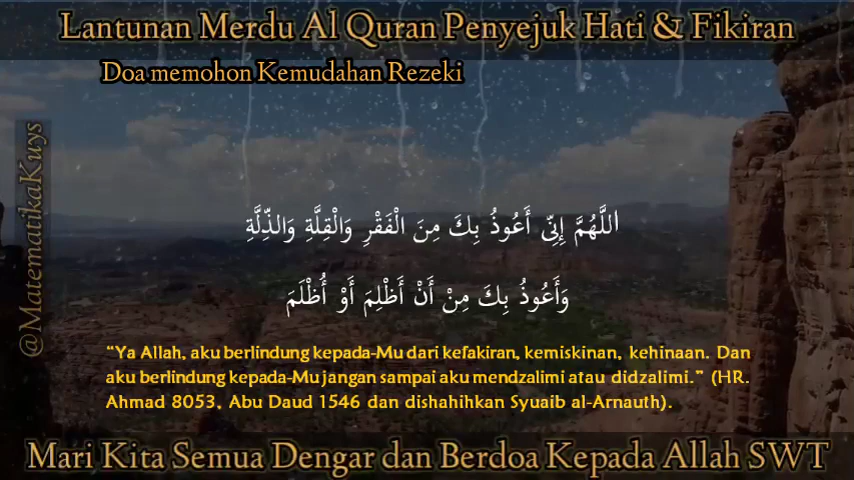 Lantunan Merdu Al Quran Penyejuk Hati & Fikiran
Doa memohon Kemudahan Rezeki
@MatematikaKuys
اللَّهُمَّ إِنِّى أَعُوذُ بِكَ مِنَ الْفَقْرِ وَالْقِلَّةِ وَالذِّلَّةِ
وَأَعُوذُ بِكَ مِنْ أَنْ أَظْلِمَ أَوْ أُظْلَمَ
“Ya Allah, aku berlindung kepada-Mu dari kefakiran, kemiskinan, kehinaan. Dan
aku berlindung kepada-Mu jangan sampai aku mendzalimi atau didzalimi.” (HR.
Ahmad 8053, Abu Daud 1546 dan dishahihkan Syuaib al-Arnauth).
Mari Kita Semua Dengar dan Berdoa Kepada Allah SWT